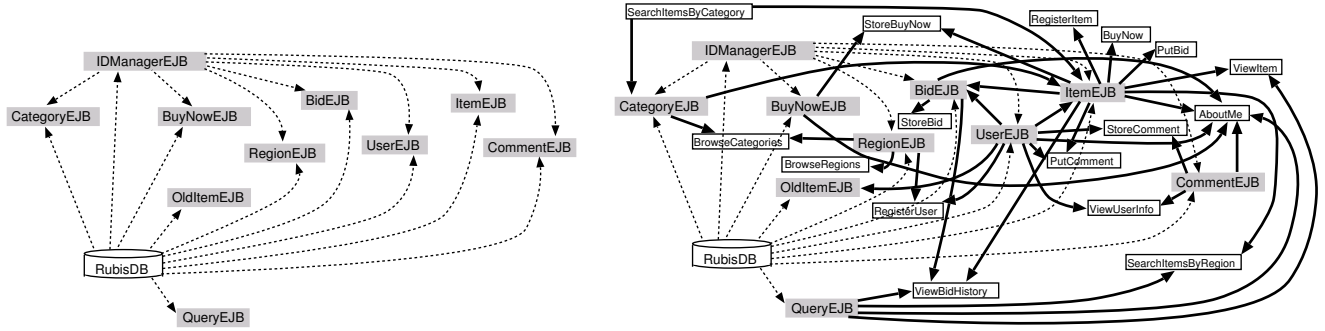 IDManagerEJB
BidEJB
ItemEJB
CategoryEJB
BuyNowEJB
RegionEJB
UserEJB
CommentEJB
OldItemEJB
RubisDB
QueryEJB
SearchItemsByCategory
StoreBuyNow
RegisterItem
BuyNow
PutBid
IDManagerEJB
ViewItem
CategoryEJB
BuyNowEJB
BidEJB
ItemEJB
AboutMe
StoreBid
UserEJB
StoreComment
BrowseCategories
RegionEJB
BrowseRegions
PutComment
OldItemEJB
CommentEJB
RegisterUser
ViewUserInfo
RubisDB
SearchItemsByRegion
ViewBidHistory
QueryEJB